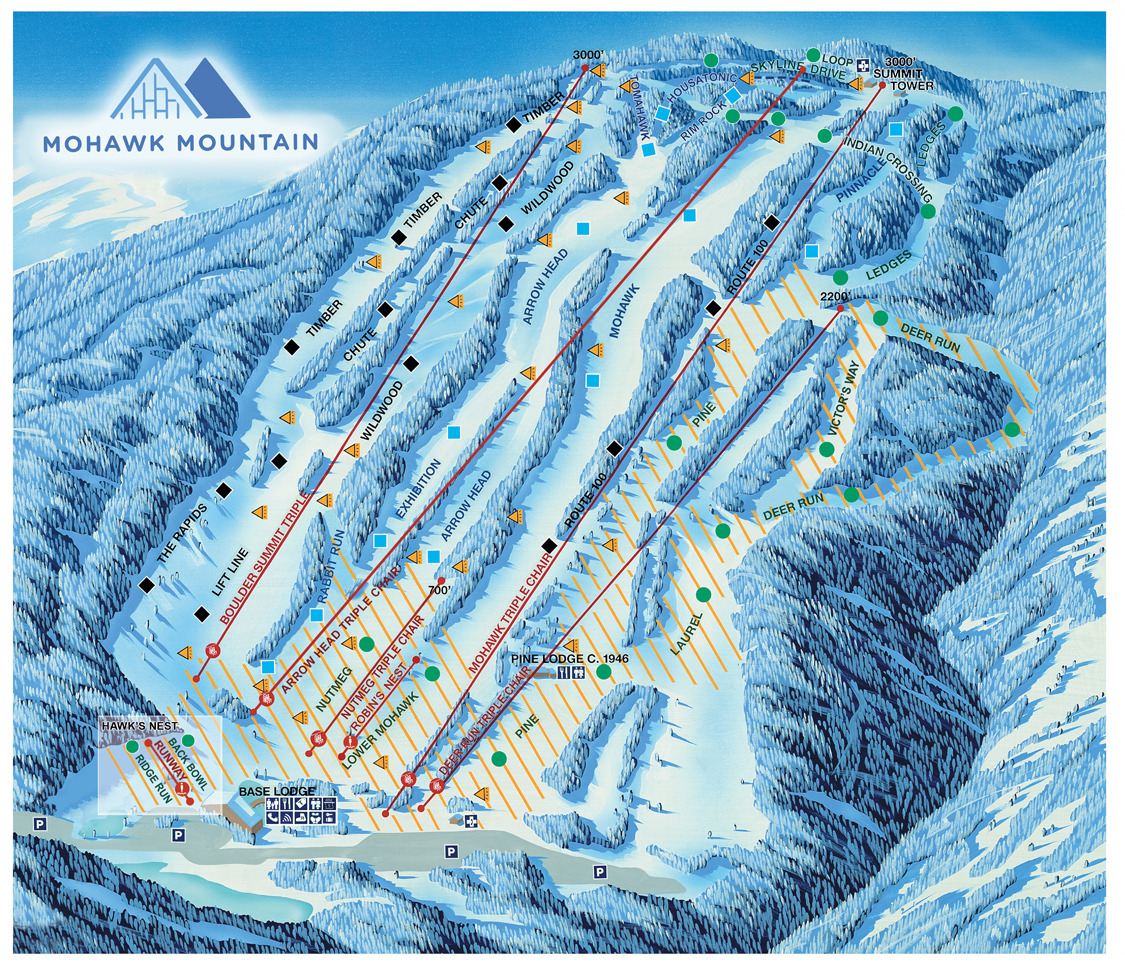 MOHAWK MOUNTAIN
3000'
3000'
SUMMIT
TOWER
LOOP
SKYLINE
DRIVE
HOUSATONIC
TOMAHAWK
RIM ROCK
TIMBER
TIMBER
TIMBER
CHUTE
CHUTE
WILDWOOD
WILDWOOD
INDIAN CROSSING
LEDGES
PINNACLE
ROUTE 100
LEDGES
ARROW HEAD
MOHAWK
2200'
DEER RUN
VICTOR'S WAY
PINE
DEER RUN
EXHIBITION
ARROW HEAD
ROUTE 100
THE RAPIDS
LIFT LINE
BOULDER SUMMIT TRIPLE
RABBIT RUN
ARROW HEAD TRIPLE CHAIR
700'
MOHAWK TRIPLE CHAIR
LAUREL
PINE LODGE C. 1946
NUTMEG
NUTMEG TRIPLE CHAIR
ROBIN'S NEST
LOWER MOHAWK
DEER RUN TRIPLE CHAIR
PINE
HAWK'S NEST
BACK BOWL
RUNWAY
RIDGE RUN
BASE LODGE
P
P
P
P